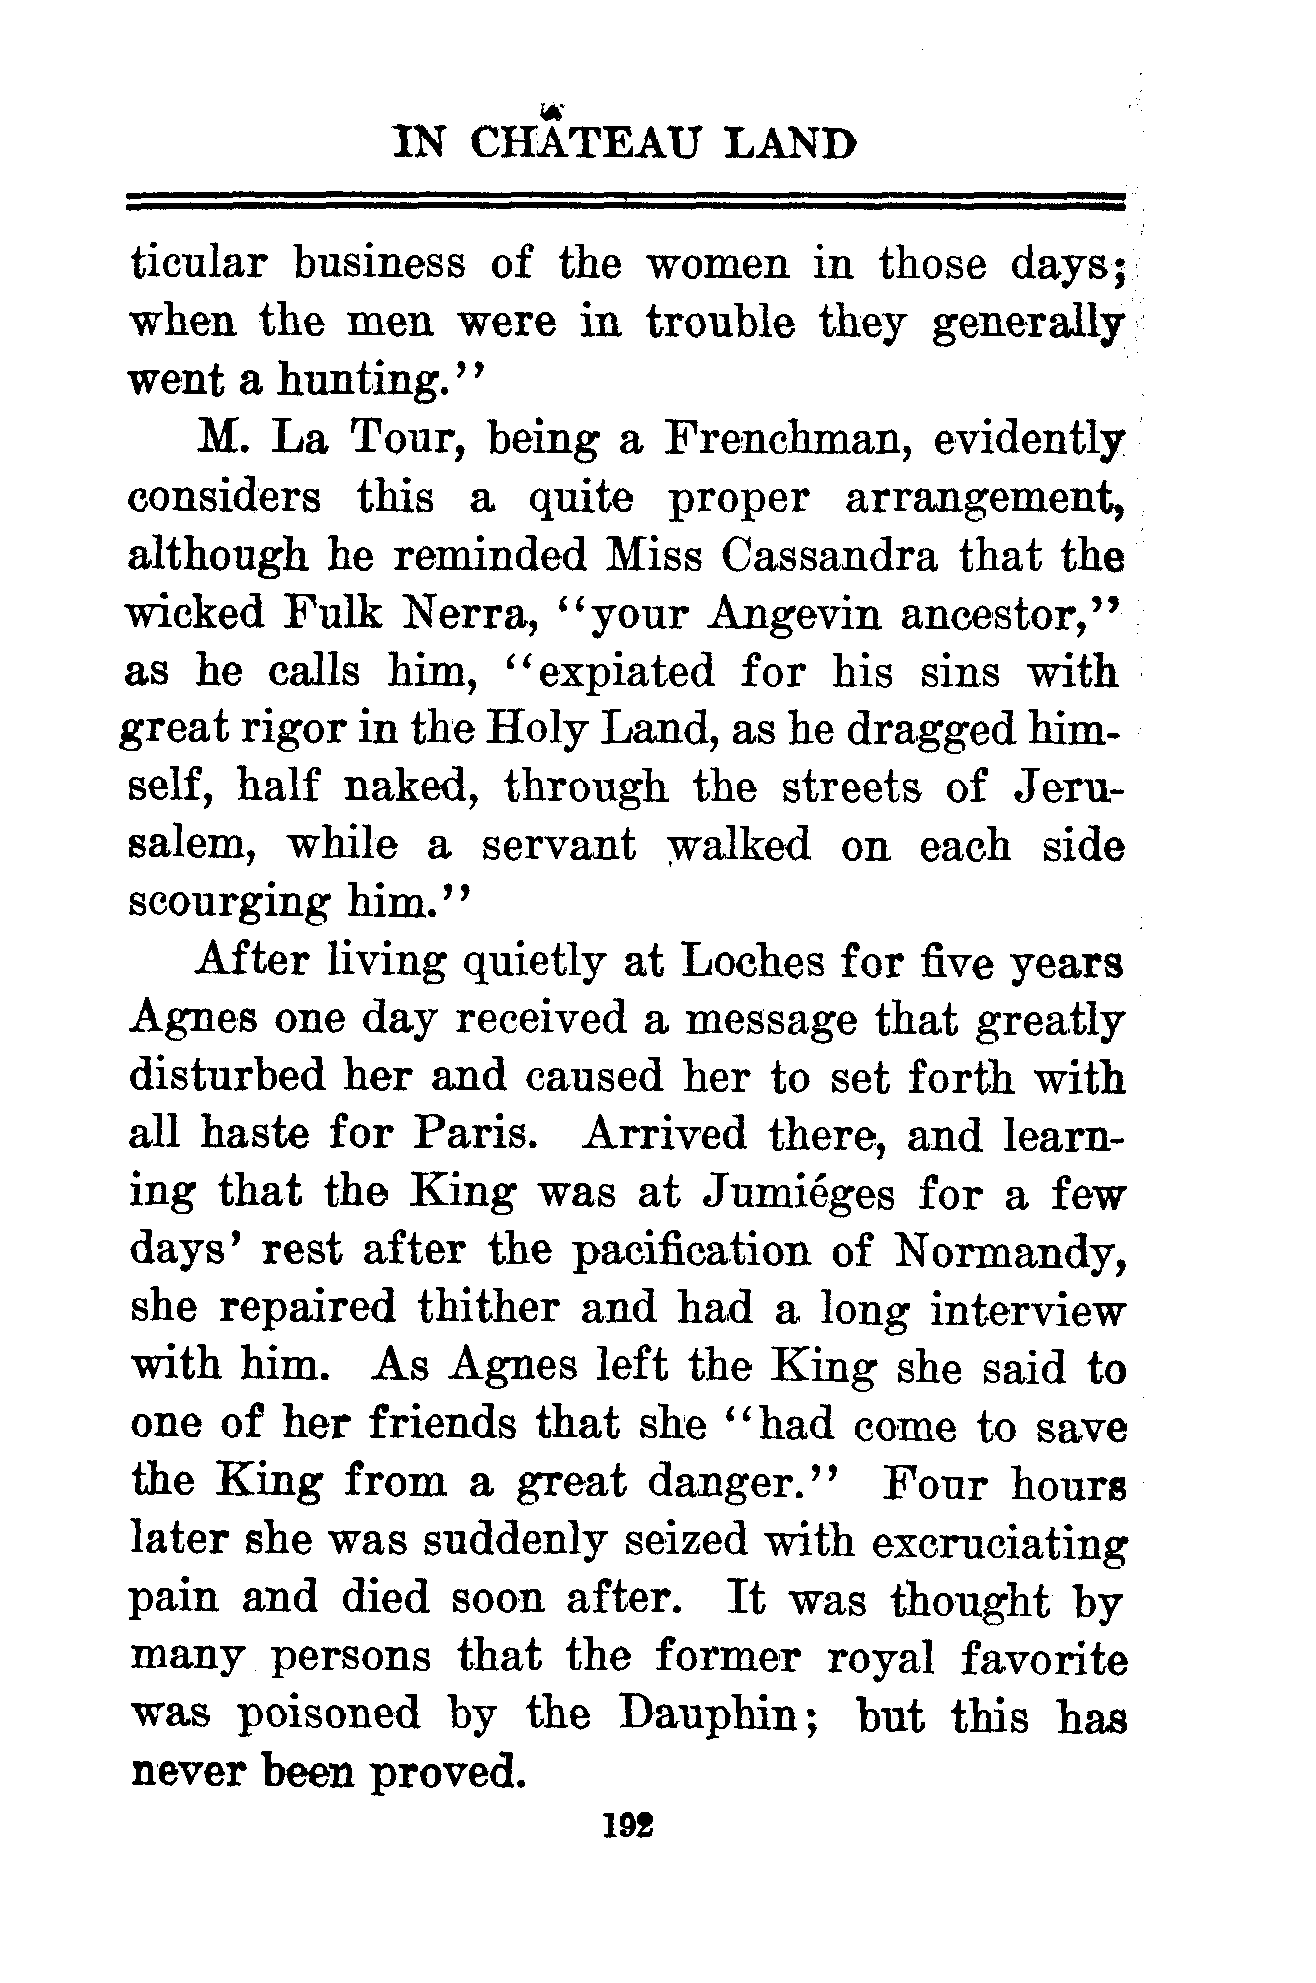 IN CHÂTEAU LAND
ticular business of the women in those days;
when the men were in trouble they generally
went a hunting.''
M. La Tour, being a Frenchman, evidently
considers this a quite proper arrangement,
although he reminded Miss Cassandra that the
wicked Fulk Nerra, ''your Angevin ancestor,''
as he calls him, ''expiated for his sins with
great rigor in the Holy Land, as he dragged him-
self, half naked, through the streets of Jeru-
salem, while a servant walked on each side
scourging him.''
After living quietly at Loches for five years
Agnes one day received a message that greatly
disturbed her and caused her to set forth with
all haste for Paris. Arrived there, and learn-
ing that the King was at Jumiéges for a few
days' rest after the pacification of Normandy,
she repaired thither and had a long interview
with him. As Agnes left the King she said to
one of her friends that she ''had come to save
the King from a great danger.'' Four hours
later she was suddenly seized with excruciating
pain and died soon after. It was thought by
many persons that the former royal favorite
was poisoned by the Dauphin; but this has
never been proved.
192